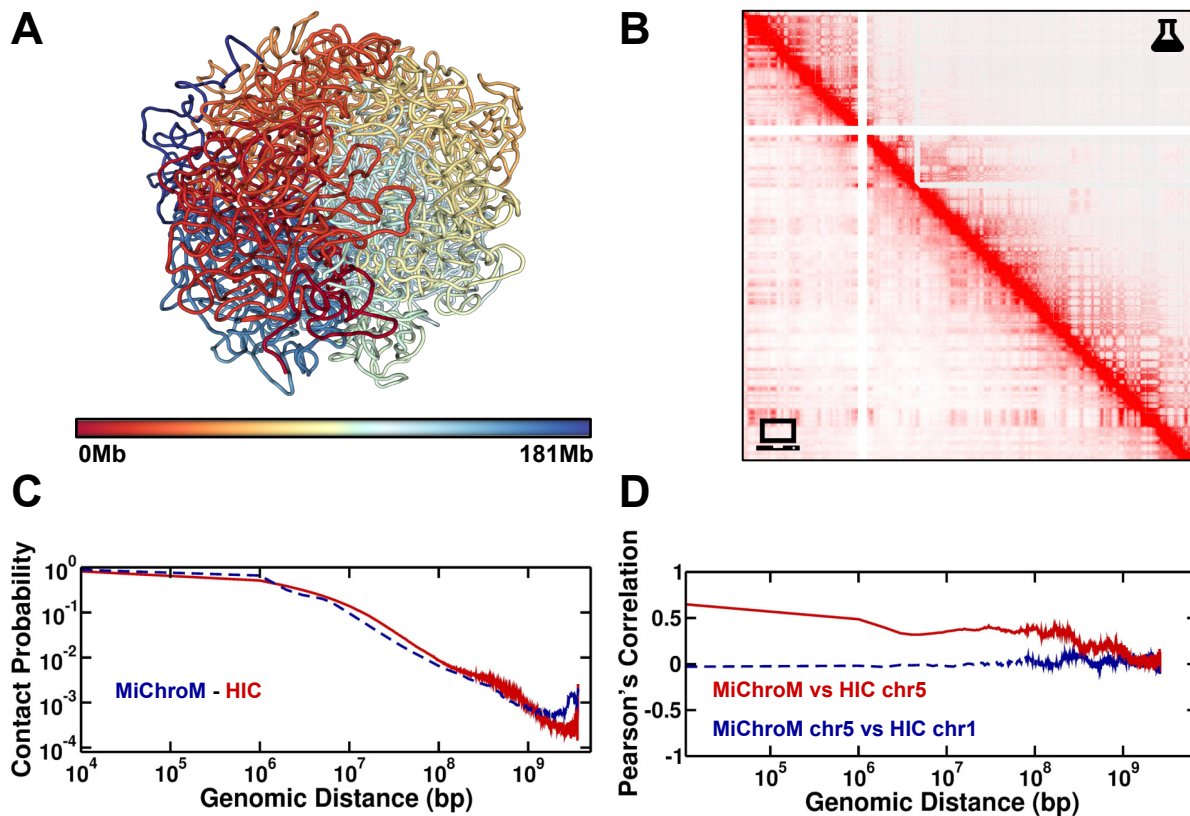 A
B
0Mb
181Mb
C
D
Contact Probability
10^0
10^-1
10^-2
10^-3
10^-4
MiChroM - HIC
10^4
10^5
10^6
10^7
10^8
10^9
Genomic Distance (bp)
Pearson's Correlation
1
0.5
0
-0.5
-1
MiChroM vs HIC chr5
MiChroM chr5 vs HIC chr1
10^5
10^6
10^7
10^8
10^9
Genomic Distance (bp)